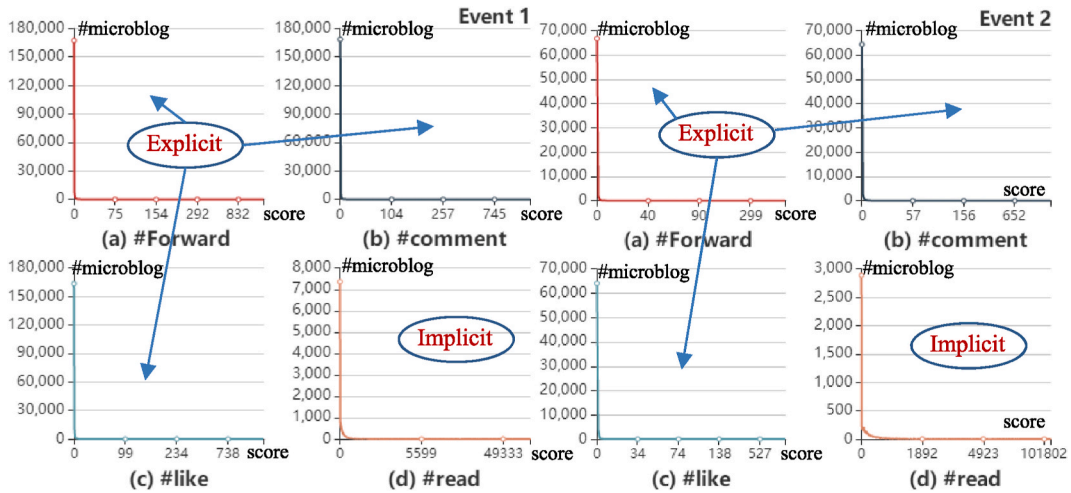 Event 1
#microblog
180,000
150,000
120,000
90,000
60,000
30,000
0
0 75 154 292 832 score
(a) #Forward
Explicit
#microblog
180,000
150,000
120,000
90,000
60,000
30,000
0
0 104 257 745 score
(b) #comment
#microblog
180,000
150,000
120,000
90,000
60,000
30,000
0
0 99 234 738 score
(c) #like
#microblog
8,000
7,000
6,000
5,000
4,000
3,000
2,000
1,000
0
0 5599 49333 score
(d) #read
Implicit
Event 2
#microblog
70,000
60,000
50,000
40,000
30,000
20,000
10,000
0
0 40 90 299
(a) #Forward
Explicit
#microblog
70,000
60,000
50,000
40,000
30,000
20,000
10,000
0
score
0 57 156 652
(b) #comment
#microblog
70,000
60,000
50,000
40,000
30,000
20,000
10,000
0
0 34 74 138 527
(c) #like
#microblog
3,000
2,500
2,000
1,500
1,000
500
0
score
0 1892 4923 101802
(d) #read
Implicit